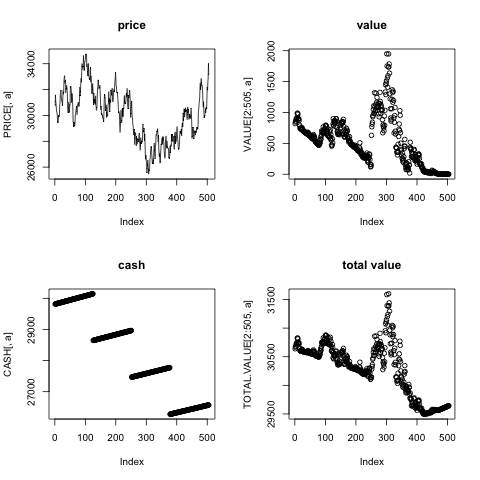 price
PRICE[, a]
26000 30000 34000
0 100 200 300 400 500
Index
value
VALUE[2:505, a]
0 500 1000 1500 2000
0 100 200 300 400 500
Index
cash
CASH[, a]
27000 29000
0 100 200 300 400 500
Index
total value
TOTAL.VALUE[2:505, a]
29500 30500 31500
0 100 200 300 400 500
Index